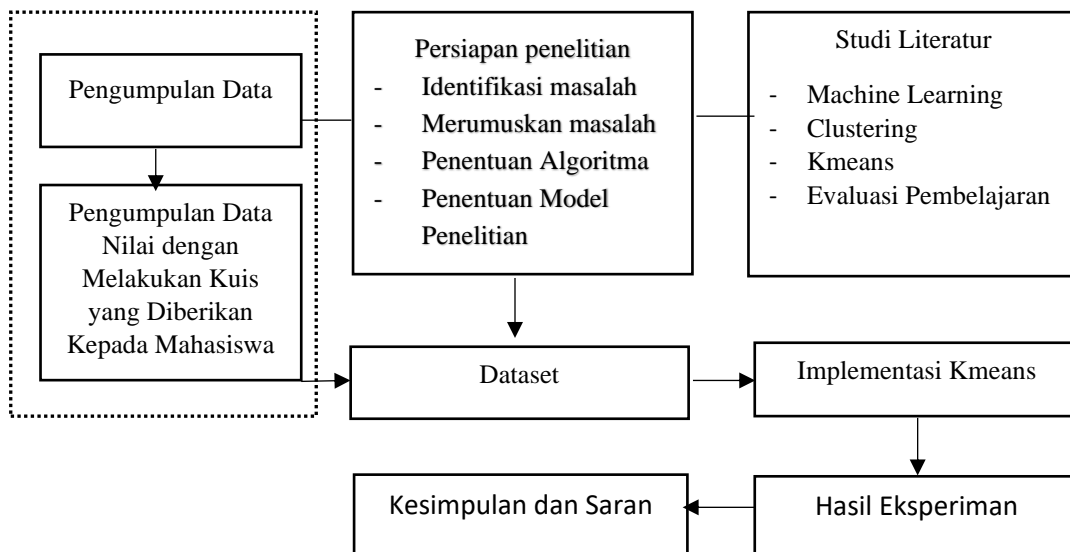 Pengumpulan Data
Pengumpulan Data
Nilai dengan
Melakukan Kuis
yang Diberikan
Kepada Mahasiswa
Persiapan penelitian
- Identifikasi masalah
- Merumuskan masalah
- Penentuan Algoritma
- Penentuan Model
Penelitian
Studi Literatur
- Machine Learning
- Clustering
- Kmeans
- Evaluasi Pembelajaran
Dataset
Implementasi Kmeans
Kesimpulan dan Saran
Hasil Eksperiman